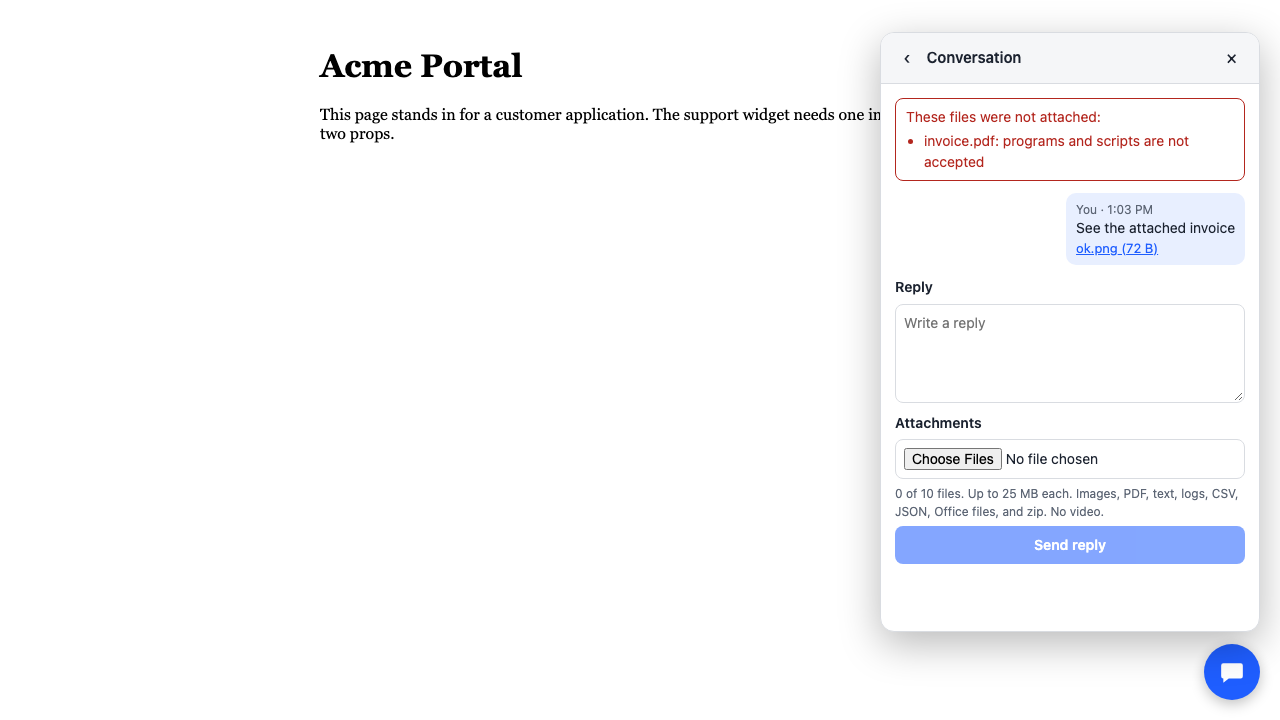 Acme Portal
This page stands in for a customer application. The support widget needs one
two props.
‹ Conversation ×
These files were not attached:
• invoice.pdf: programs and scripts are not
accepted
You · 1:03 PM
See the attached invoice
ok.png (72 B)
Reply
Write a reply
Attachments
Choose Files No file chosen
0 of 10 files. Up to 25 MB each. Images, PDF, text, logs, CSV,
JSON, Office files, and zip. No video.
Send reply